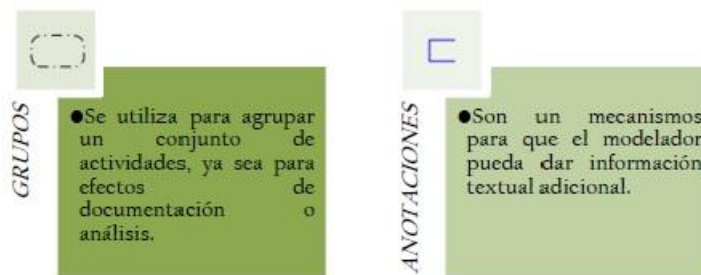 GRUPOS
●Se utiliza para agrupar
un conjunto de
actividades, ya sea para
efectos de
documentación o
análisis.
ANOTACIONES
●Son un mecanismos
para que el modelador
pueda dar información
textual adicional.